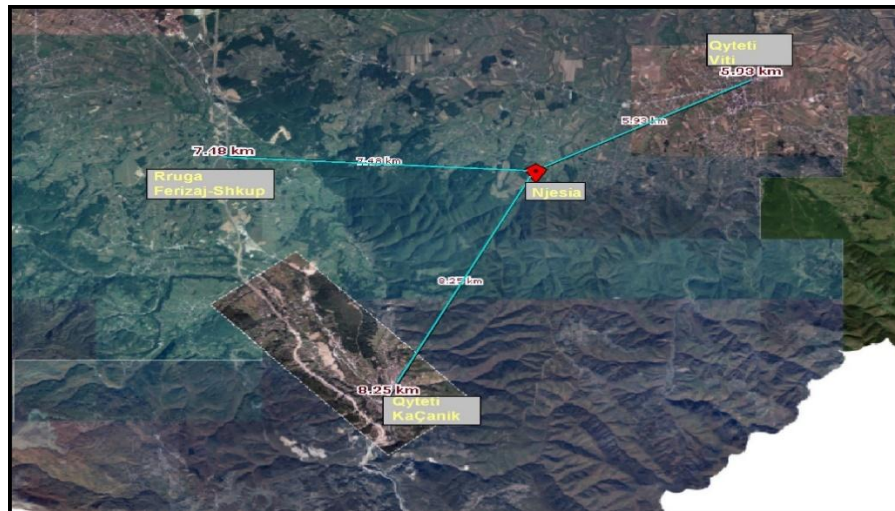 Qyteti
Viti
5.93 km
5.93 km
7.48 km
7.48 km
Rruga
Ferizaj-Shkup
Njesia
8.25 km
8.25 km
Qyteti
KaÇanik